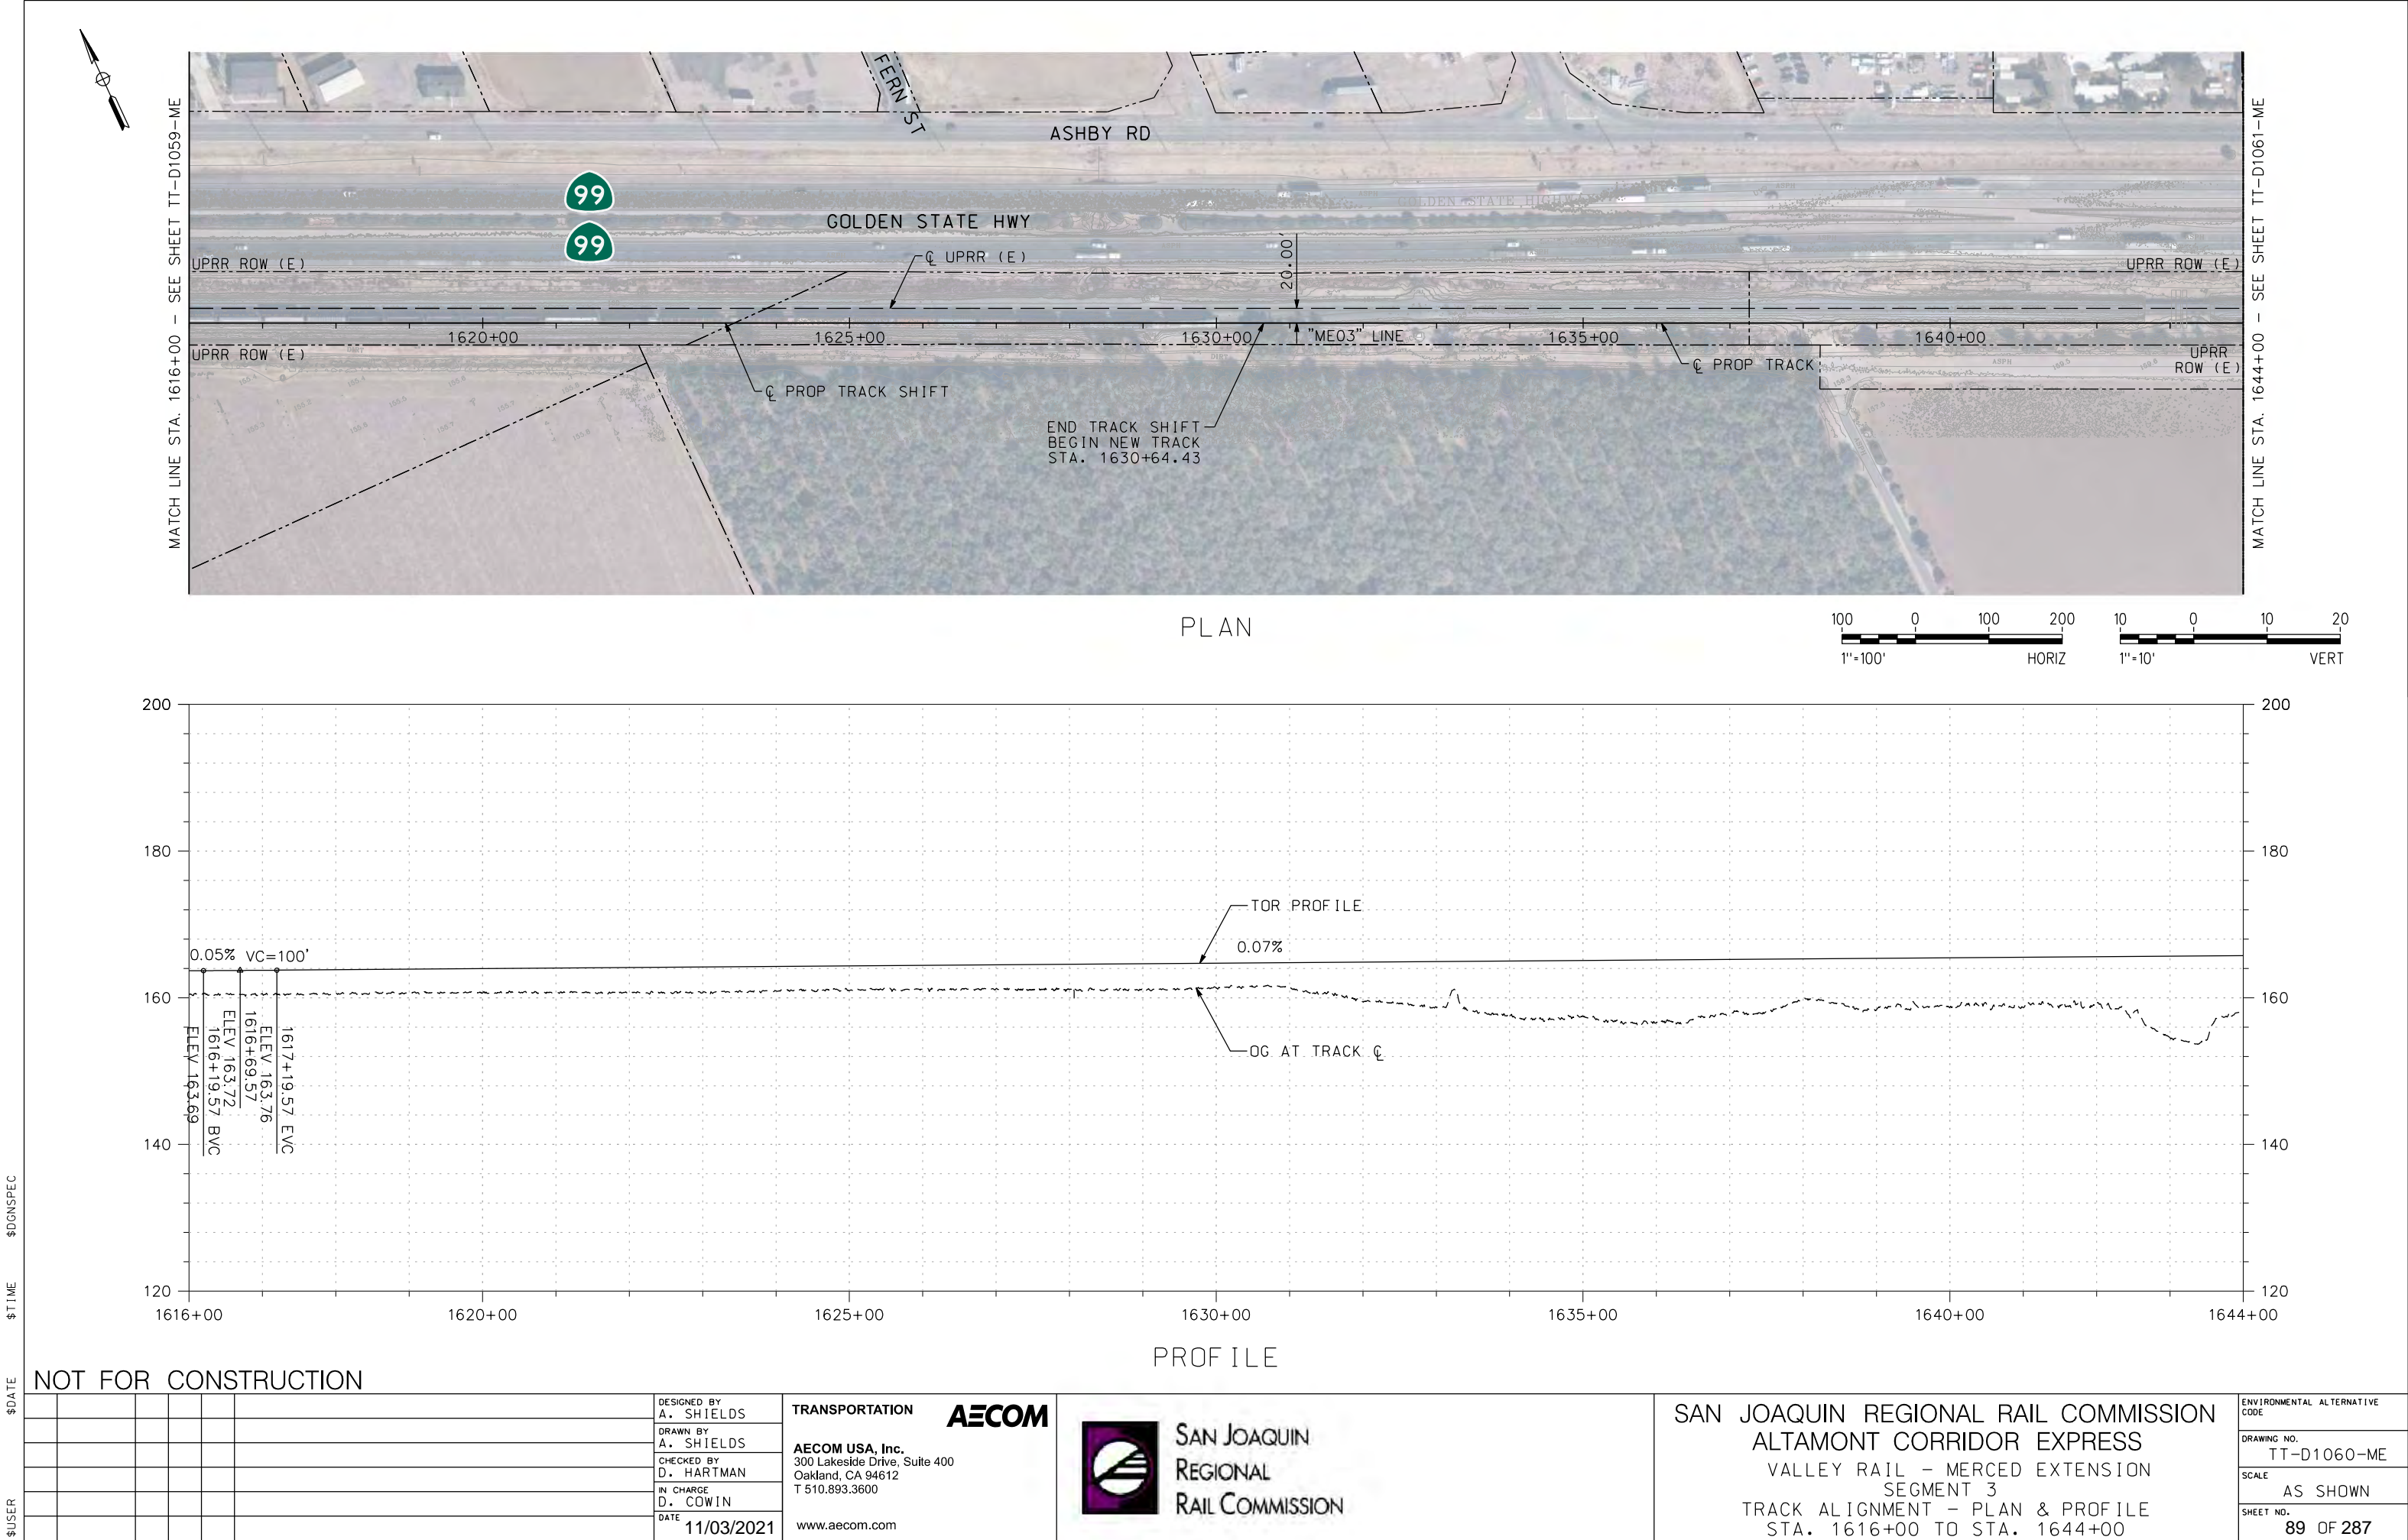 FERN ST
ASHBY RD
99
GOLDEN STATE HIGHWAY
GOLDEN STATE HWY
99
20.00'
℄ UPRR (E)
UPRR ROW (E)
UPRR ROW (E)
1620+00
1625+00
1630+00
"ME03" LINE
1635+00
1640+00
UPRR ROW (E)
UPRR
ROW (E)
℄ PROP TRACK
℄ PROP TRACK SHIFT
END TRACK SHIFT
BEGIN NEW TRACK
STA. 1630+64.43
MATCH LINE STA. 1616+00 - SEE SHEET TT-D1059-ME
MATCH LINE STA. 1644+00 - SEE SHEET TT-D1061-ME
PLAN
100 0 100 200
1"=100' HORIZ
10 0 10 20
1"=10' VERT
200 200
180 180
TOR PROFILE
0.07%
0.05% VC=100'
160 160
OG AT TRACK ℄
ELEV 163.69
1616+19.57 BVC
ELEV 163.72
1616+69.57
ELEV 163.76
1617+19.57 EVC
140 140
120 120
1616+00 1620+00 1625+00 1630+00 1635+00 1640+00 1644+00
PROFILE
$USER $DATE $TIME $DGNSPEC
NOT FOR CONSTRUCTION
DESIGNED BY
A. SHIELDS
DRAWN BY
A. SHIELDS
CHECKED BY
D. HARTMAN
IN CHARGE
D. COWIN
DATE
11/03/2021
TRANSPORTATION AECOM
AECOM USA, Inc.
300 Lakeside Drive, Suite 400
Oakland, CA 94612
T 510.893.3600
www.aecom.com
SAN JOAQUIN
REGIONAL
RAIL COMMISSION
SAN JOAQUIN REGIONAL RAIL COMMISSION
ALTAMONT CORRIDOR EXPRESS
VALLEY RAIL - MERCED EXTENSION
SEGMENT 3
TRACK ALIGNMENT - PLAN & PROFILE
STA. 1616+00 TO STA. 1644+00
ENVIRONMENTAL ALTERNATIVE
CODE
DRAWING NO.
TT-D1060-ME
SCALE
AS SHOWN
SHEET NO.
89 OF 287